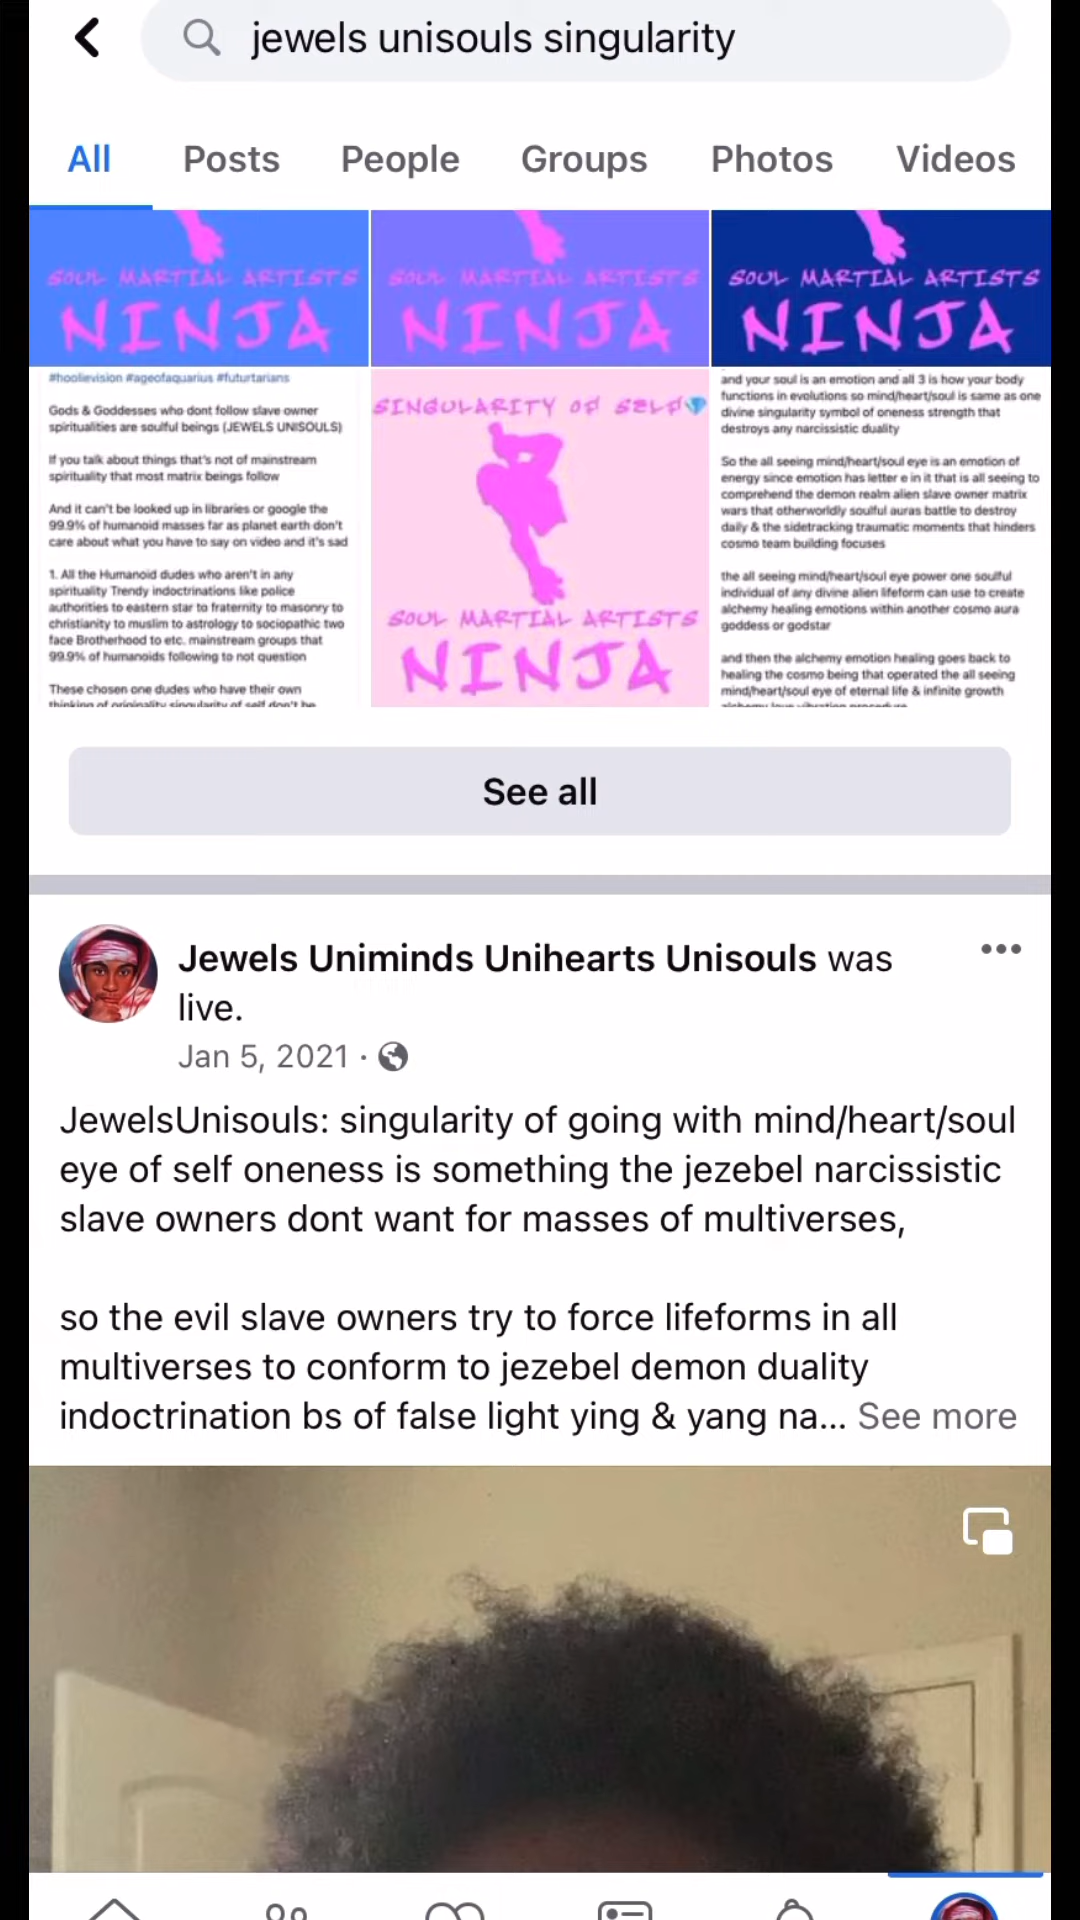 jewels unisouls singularity
All Posts People Groups Photos Videos
SOUL MARTIAL ARTISTS
NINJA
SOUL MARTIAL ARTISTS
NINJA
SOUL MARTIAL ARTISTS
NINJA
#hoolievision #ageofaquarius #futurtarians
Gods & Goddesses who dont follow slave owner
spiritualities are soulful beings (JEWELS UNISOULS)
If you talk about things that's not of mainstream
spirituality that most matrix beings follow
And it can't be looked up in libraries or google the
99.9% of humanoid masses far as planet earth don't
care about what you have to say on video and it's sad
1. All the Humanoid dudes who aren't in any
spirituality Trendy indoctrinations like police
authorities to eastern star to fraternity to masonry to
christianity to muslim to astrology to sociopathic two
face Brotherhood to etc. mainstream groups that
99.9% of humanoids following to not question
These chosen one dudes who have their own
thinking of originality singularity of self don't be
SINGULARITY OF SELF💎
SOUL MARTIAL ARTISTS
NINJA
and your soul is an emotion and all 3 is how your body
functions in evolutions so mind/heart/soul is same as one
divine singularity symbol of oneness strength that
destroys any narcissistic duality
So the all seeing mind/heart/soul eye is an emotion of
energy since emotion has letter e in it that is all seeing to
comprehend the demon realm alien slave owner matrix
wars that otherworldly soulful auras battle to destroy
daily & the sidetracking traumatic moments that hinders
cosmo team building focuses
the all seeing mind/heart/soul eye power one soulful
individual of any divine alien lifeform can use to create
alchemy healing emotions within another cosmo aura
goddess or godstar
and then the alchemy emotion healing goes back to
healing the cosmo being that operated the all seeing
mind/heart/soul eye of eternal life & infinite growth
alchemy love vibration procedure
See all
Jewels Uniminds Unihearts Unisouls was
live.
Jan 5, 2021 ·
JewelsUnisouls: singularity of going with mind/heart/soul
eye of self oneness is something the jezebel narcissistic
slave owners dont want for masses of multiverses,
so the evil slave owners try to force lifeforms in all
multiverses to conform to jezebel demon duality
indoctrination bs of false light ying & yang na... See more